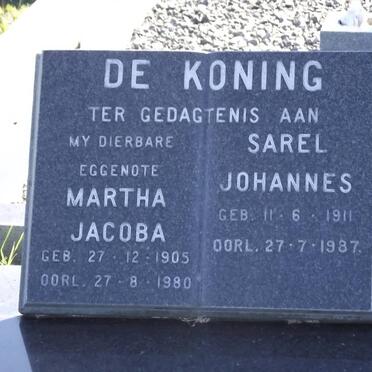 DE KONING
TER GEDAGTENIS AAN
MY DIERBARE
EGGENOTE
MARTHA
JACOBA
GEB. 27 · 12 · 1905
OORL. 27 · 8 · 1980
SAREL
JOHANNES
GEB. 11 · 6 · 1911
OORL. 27 · 7 · 1987